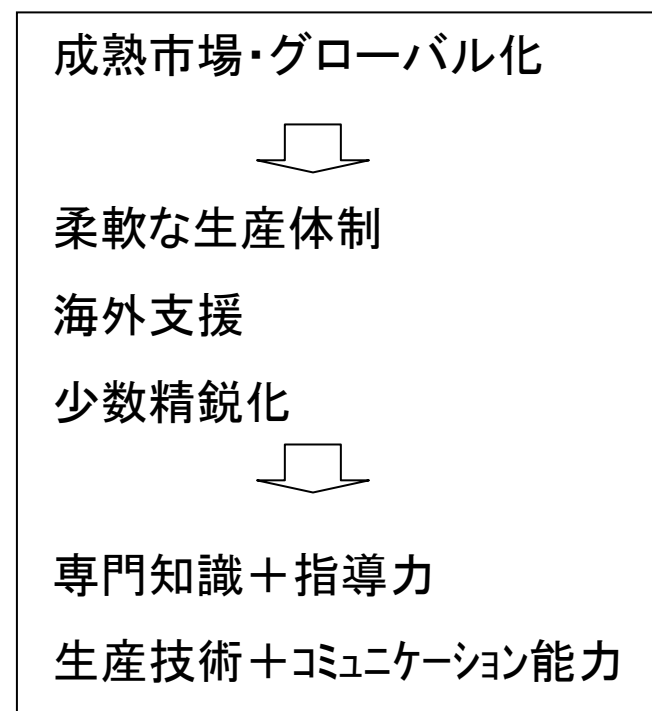 成熟市場・グローバル化
柔軟な生産体制
海外支援
少数精鋭化
専門知識＋指導力
生産技術＋ｺﾐｭﾆｹｰｼｮﾝ能力